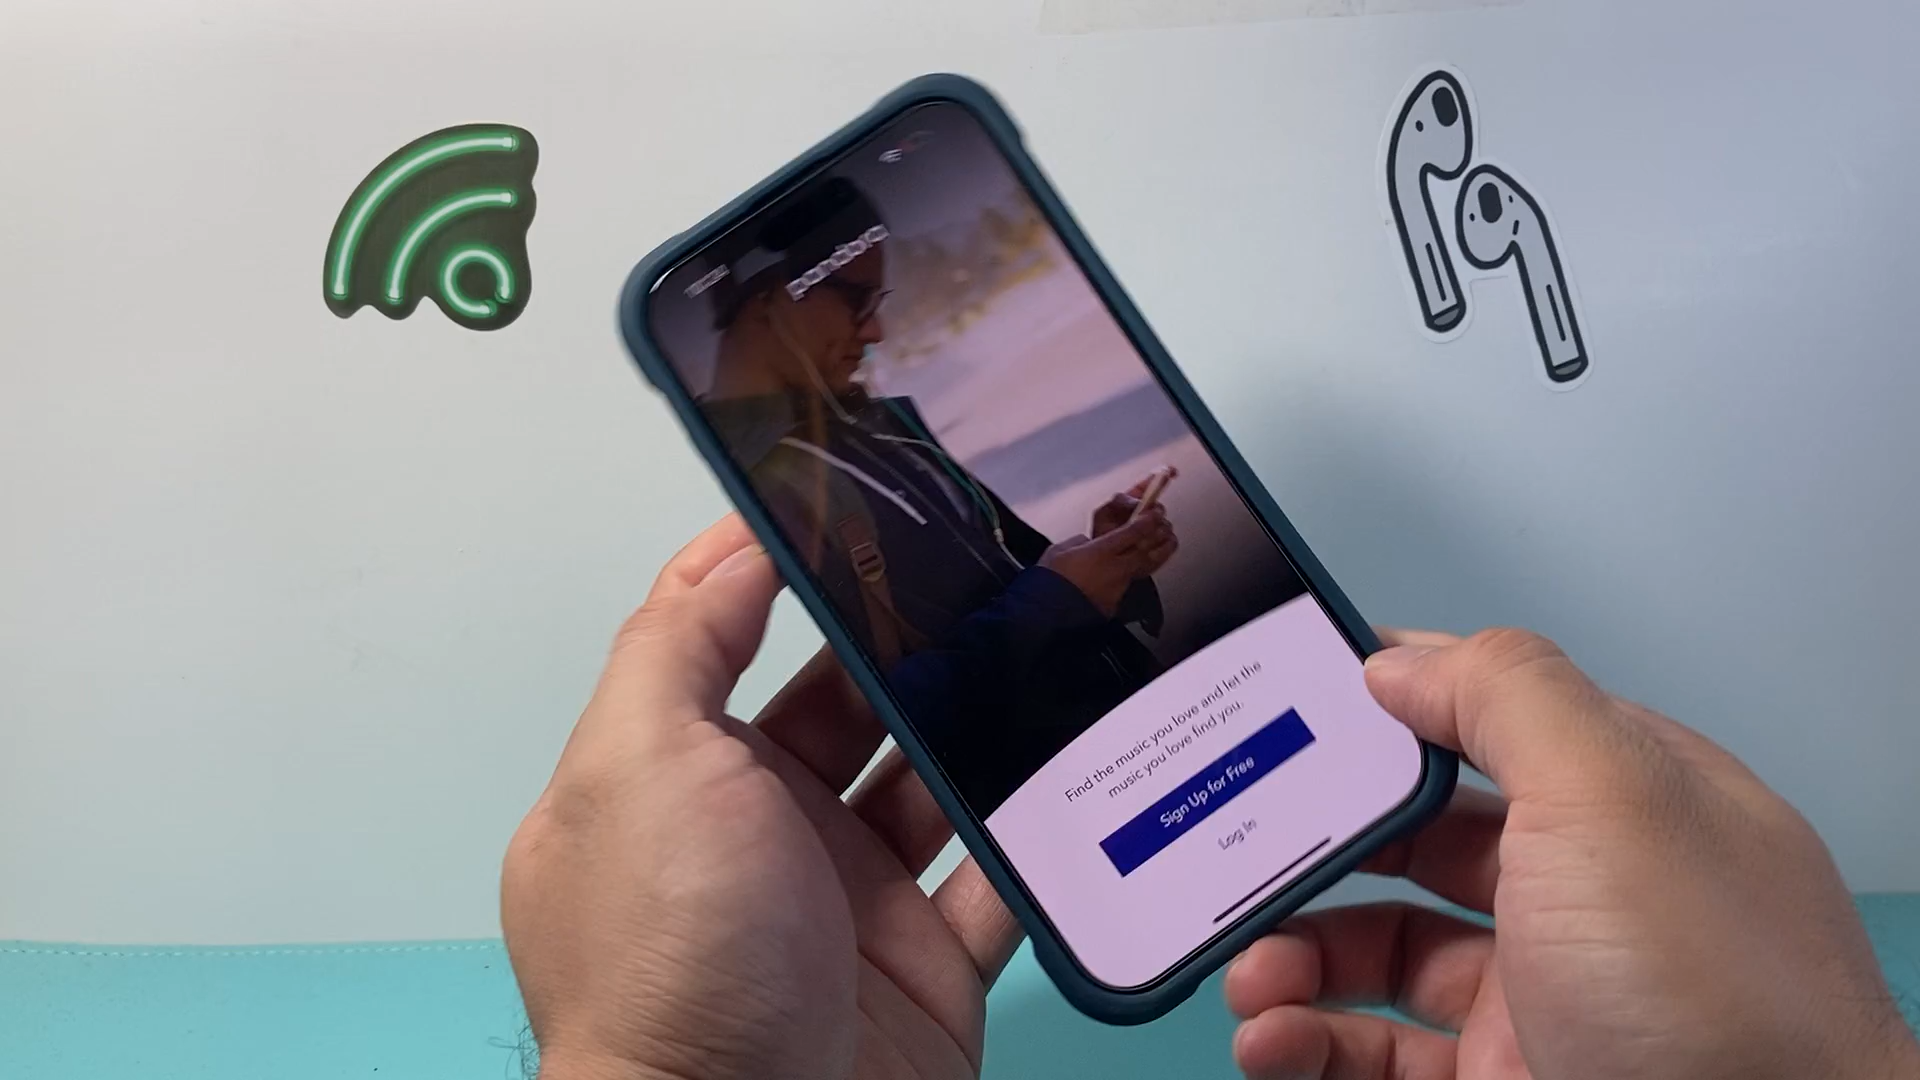 pandora
Find the music you love and let the
music you love find you.
Sign Up for Free
Log In